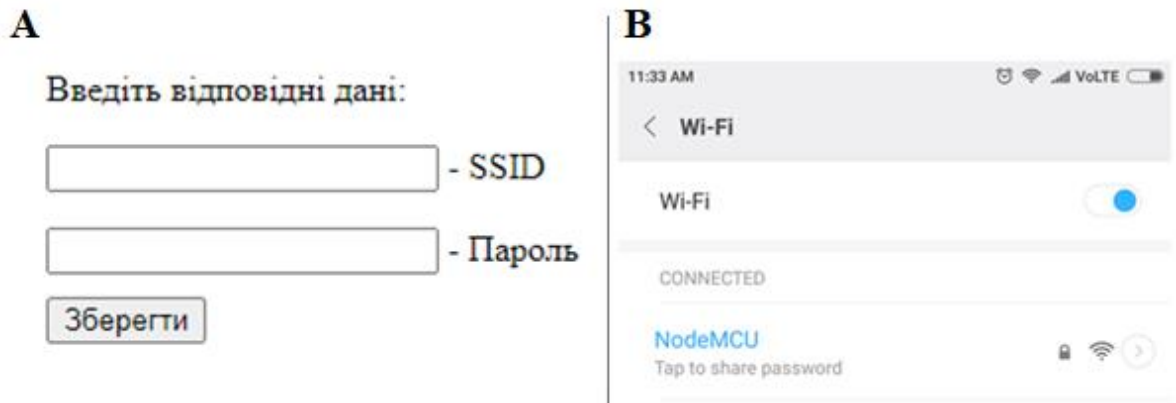 A
Введіть відповідні дані:
- SSID
- Пароль
Зберегти
B
11:33 AM VoLTE
Wi-Fi
Wi-Fi
CONNECTED
NodeMCU
Tap to share password